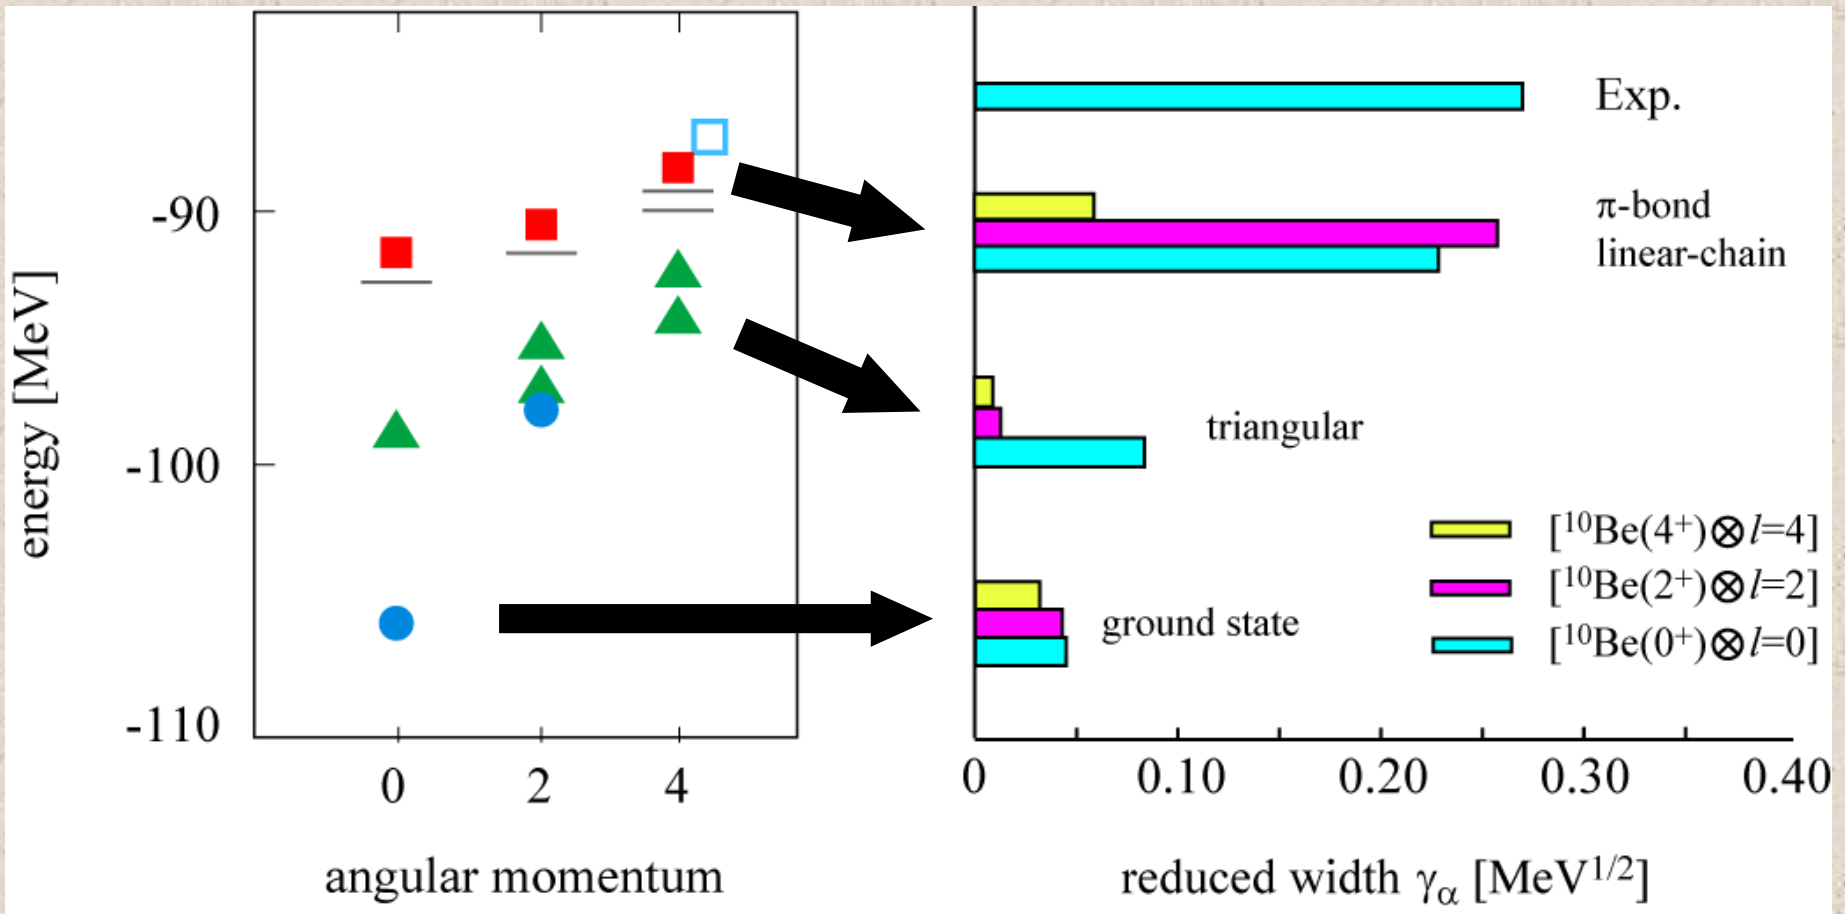 energy [MeV]
-90
-100
-110
0 2 4
angular momentum
Exp.
π-bond
linear-chain
triangular
ground state
[¹⁰Be(4⁺)⊗l=4]
[¹⁰Be(2⁺)⊗l=2]
[¹⁰Be(0⁺)⊗l=0]
0 0.10 0.20 0.30 0.40
reduced width γα [MeV¹ᐟ²]